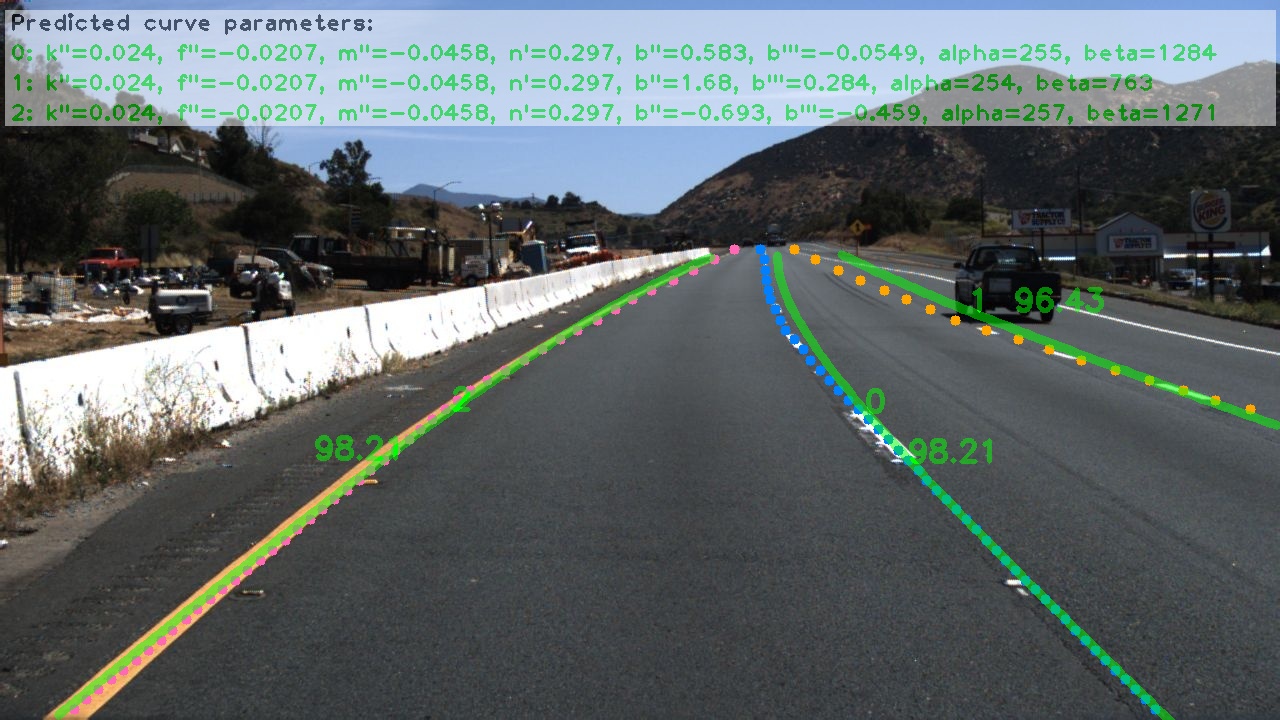 Predicted curve parameters:
0: k"=0.024, f"=-0.0207, m"=-0.0458, n'=0.297, b"=0.583, b'"=-0.0549, alpha=255, beta=1284
1: k"=0.024, f"=-0.0207, m"=-0.0458, n'=0.297, b"=1.68, b'"=0.284, alpha=254, beta=763
2: k"=0.024, f"=-0.0207, m"=-0.0458, n'=0.297, b"=-0.693, b'"=-0.459, alpha=257, beta=1271
BURGER
KING
TRACTOR
SUPPLY CO
1 96.43
2
0
98.21
98.21